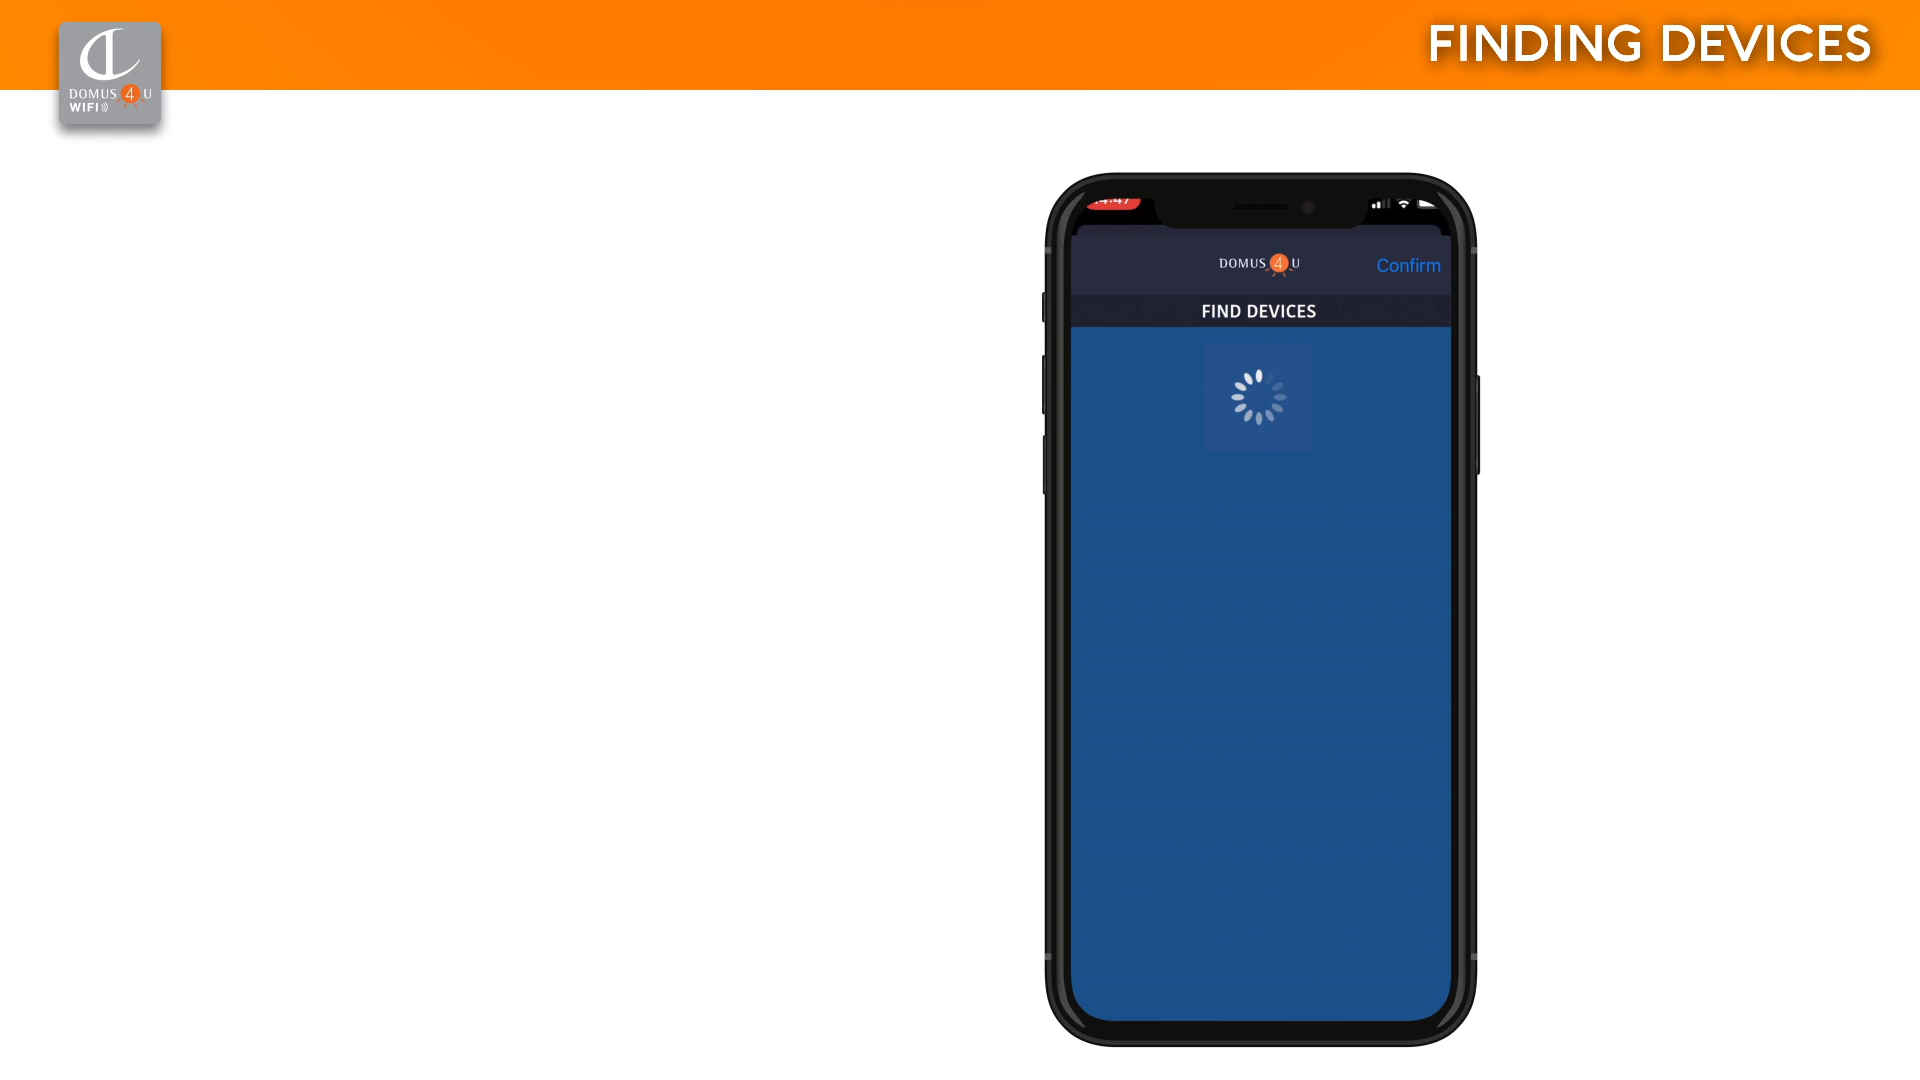 FINDING DEVICES
DOMUS 4 U
WIFI
DOMUS 4 U
Confirm
FIND DEVICES